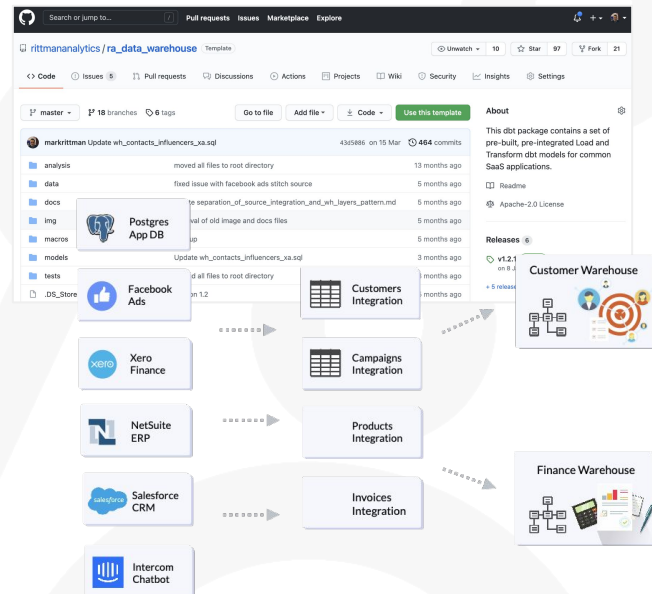 Search or jump to... /
Pull requests Issues Marketplace Explore
rittmananalytics / ra_data_warehouse Template
Unwatch 10 Star 97 Fork 21
Code Issues 5 Pull requests Discussions Actions Projects Wiki Security Insights Settings
master 18 branches 6 tags Go to file Add file Code Use this template
markrittman Update wh_contacts_influencers_xa.sql 43d5086 on 15 Mar 464 commits
analysis moved all files to root directory 13 months ago
data fixed issue with facebook ads stitch source 5 months ago
docs separation_of_source_integration_and_wh_layers_pattern.md 5 months ago
img of old image and docs files 5 months ago
macros 5 months ago
models Update wh_contacts_influencers_xa.sql 3 months ago
tests all files to root directory months ago
.DS_Store 1.2 months ago
About
This dbt package contains a set of
pre-built, pre-integrated Load and
Transform dbt models for common
SaaS applications.
Readme
Apache-2.0 License
Releases 6
v1.2.1
on 8
+ 5
Postgres
App DB
Facebook
Ads
xero
Xero
Finance
N
NetSuite
ERP
salesforce
Salesforce
CRM
Intercom
Chatbot
Customers
Integration
Campaigns
Integration
Products
Integration
Invoices
Integration
Customer Warehouse
Finance Warehouse